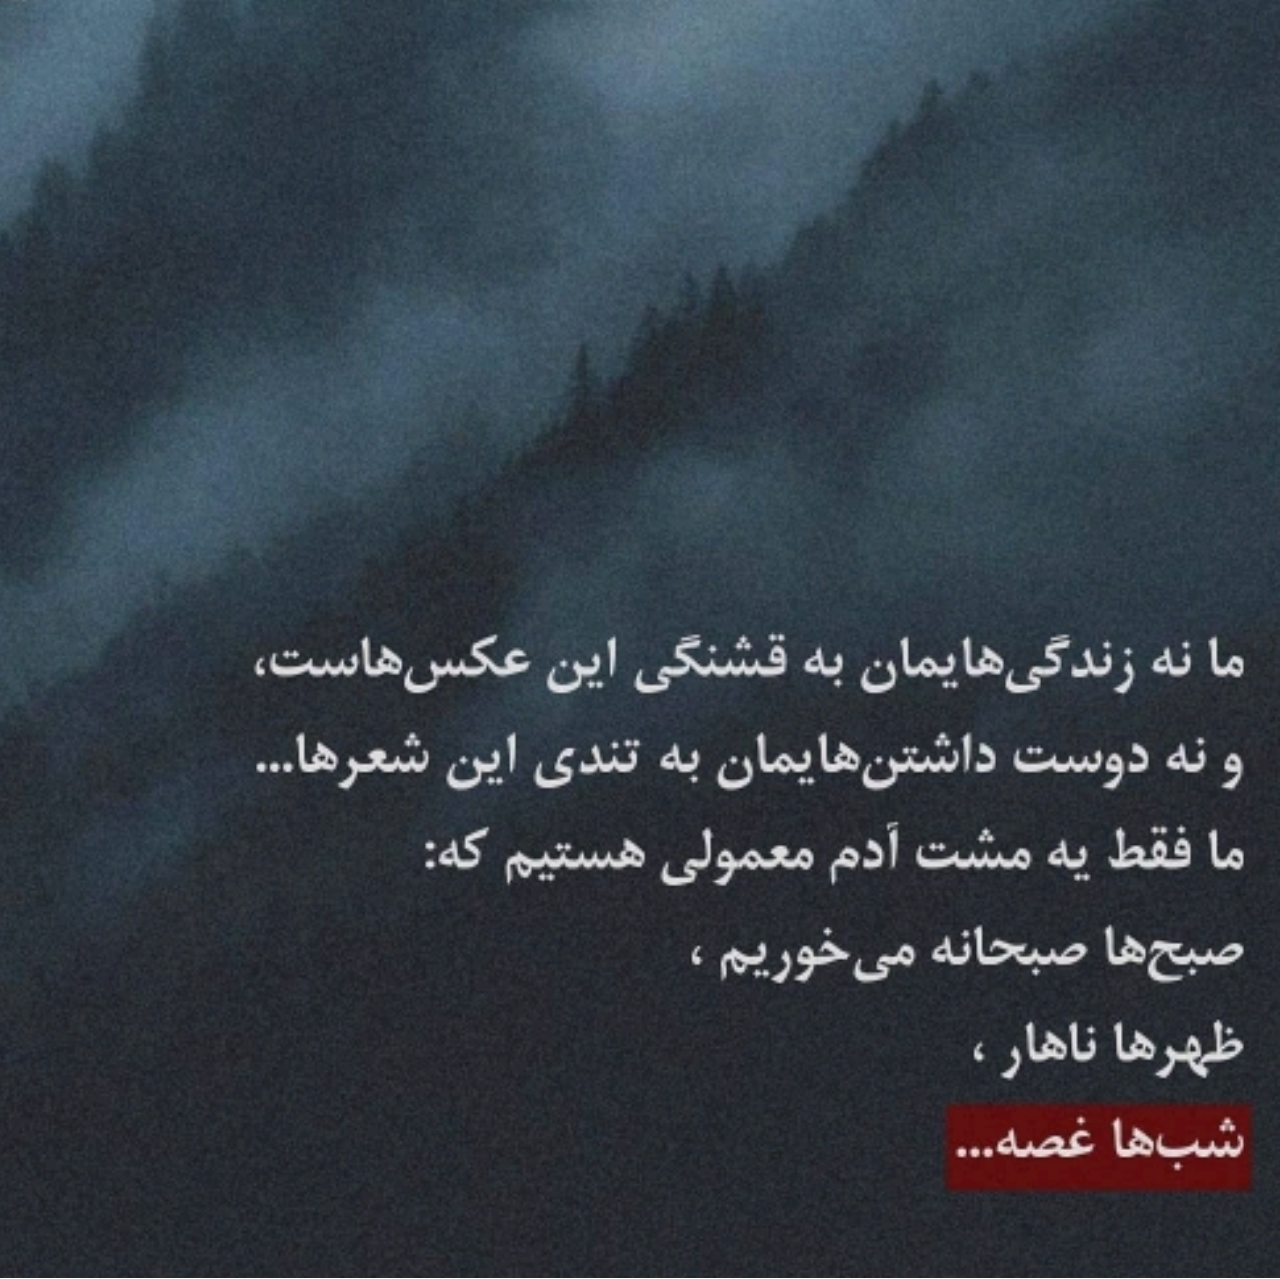 ما نه زندگی‌هایمان به قشنگی این عکس‌هاست،
و نه دوست داشتن‌هایمان به تندی این شعرها...
ما فقط یه مشت آدم معمولی هستیم که:
صبح‌ها صبحانه می‌خوریم ،
ظهرها ناهار ،
شب‌ها غصه...